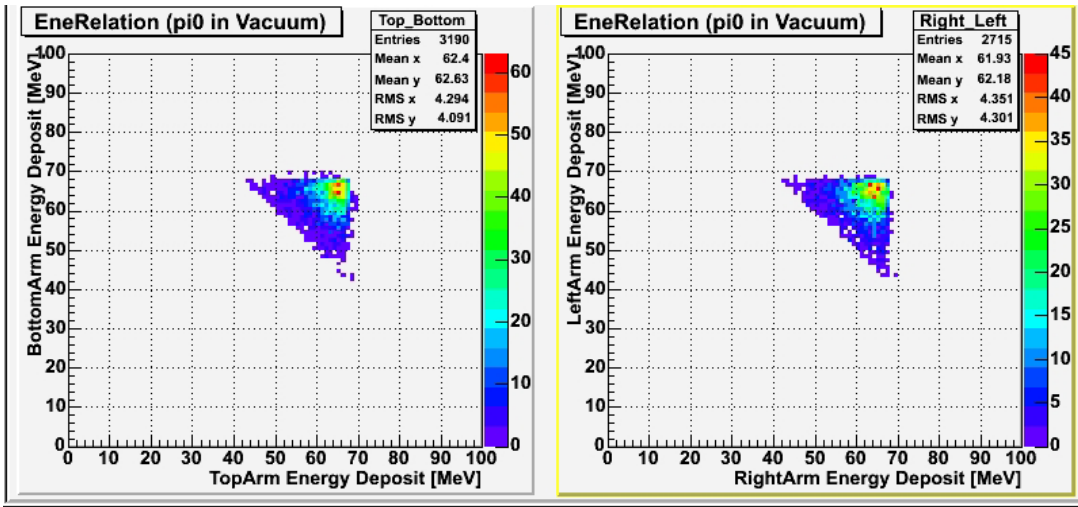 EneRelation (pi0 in Vacuum)
Top_Bottom
Entries 3190
Mean x 62.4
Mean y 62.63
RMS x 4.294
RMS y 4.091
BottomArm Energy Deposit [MeV]
100
90
80
70
60
50
40
30
20
10
0
0 10 20 30 40 50 60 70 80 90 100
TopArm Energy Deposit [MeV]
60
50
40
30
20
10
0
EneRelation (pi0 in Vacuum)
Right_Left
Entries 2715
Mean x 61.93
Mean y 62.18
RMS x 4.351
RMS y 4.301
LeftArm Energy Deposit [MeV]
100
90
80
70
60
50
40
30
20
10
0
0 10 20 30 40 50 60 70 80 90 100
RightArm Energy Deposit [MeV]
45
40
35
30
25
20
15
10
5
0